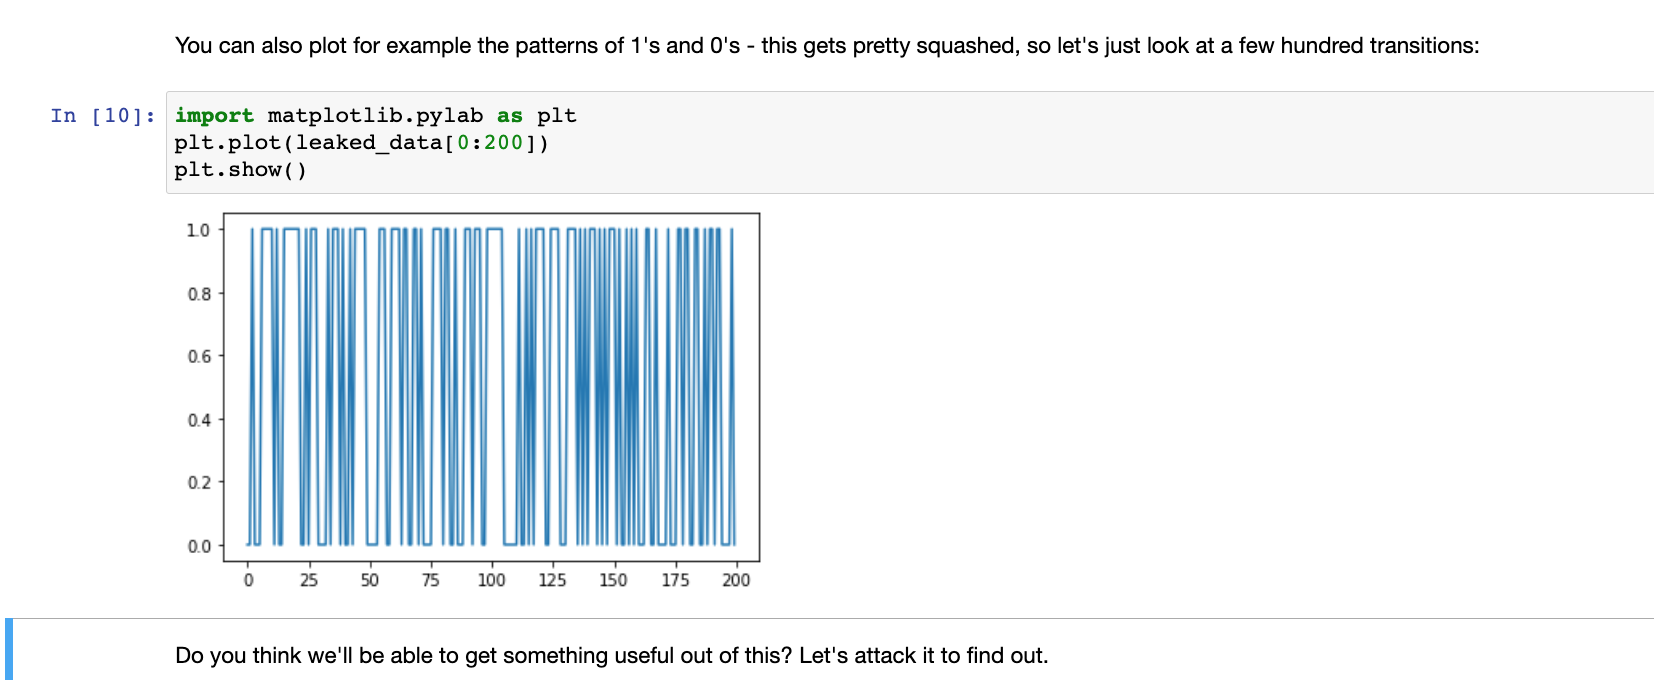 You can also plot for example the patterns of 1's and 0's - this gets pretty squashed, so let's just look at a few hundred transitions:
In [10]: import matplotlib.pylab as plt
plt.plot(leaked_data[0:200])
plt.show()
1.0
0.8
0.6
0.4
0.2
0.0
0 25 50 75 100 125 150 175 200
Do you think we'll be able to get something useful out of this? Let's attack it to find out.